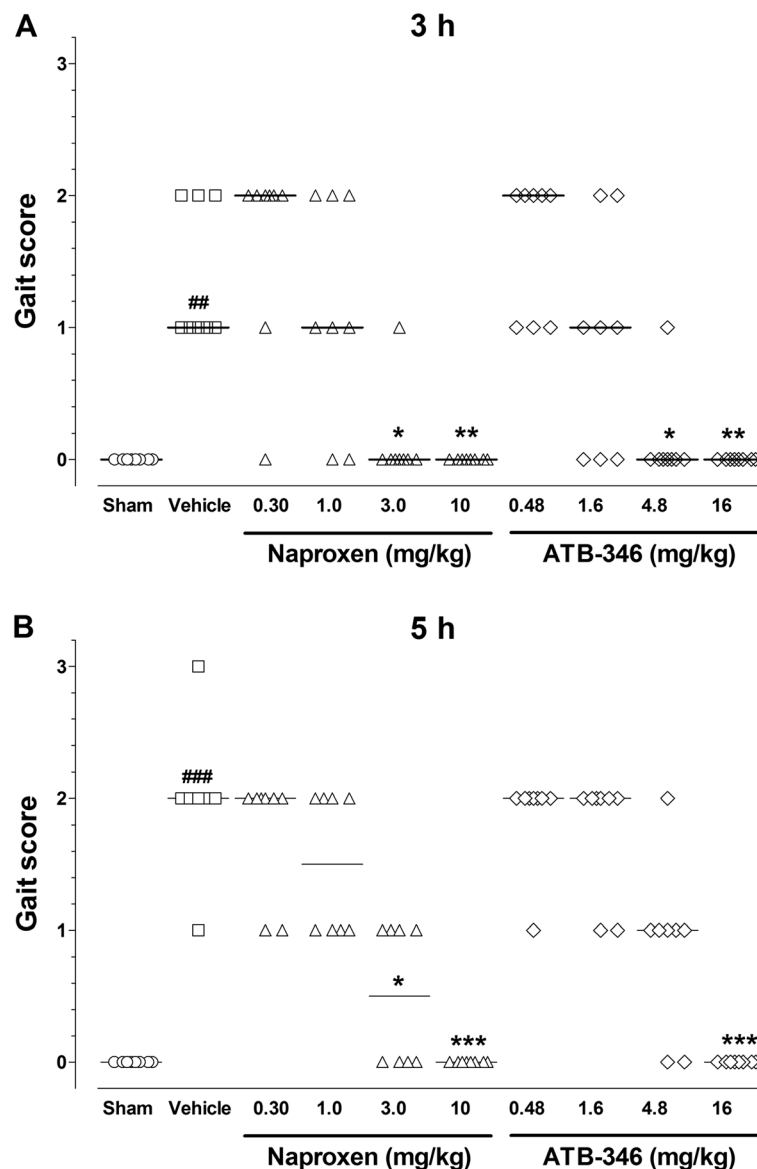 A
3 h
3
2
1
0
Gait score
##
* ** * **
Sham Vehicle 0.30 1.0 3.0 10 0.48 1.6 4.8 16
Naproxen (mg/kg) ATB-346 (mg/kg)
B
5 h
3
2
1
0
Gait score
###
*
*** ***
Sham Vehicle 0.30 1.0 3.0 10 0.48 1.6 4.8 16
Naproxen (mg/kg) ATB-346 (mg/kg)